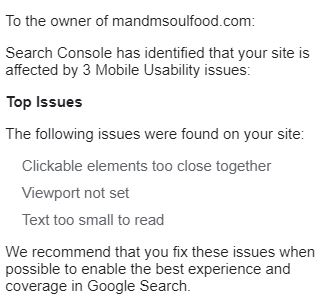 To the owner of mandmsoulfood.com:
Search Console has identified that your site is
affected by 3 Mobile Usability issues:
Top Issues
The following issues were found on your site:
Clickable elements too close together
Viewport not set
Text too small to read
We recommend that you fix these issues when
possible to enable the best experience and
coverage in Google Search.